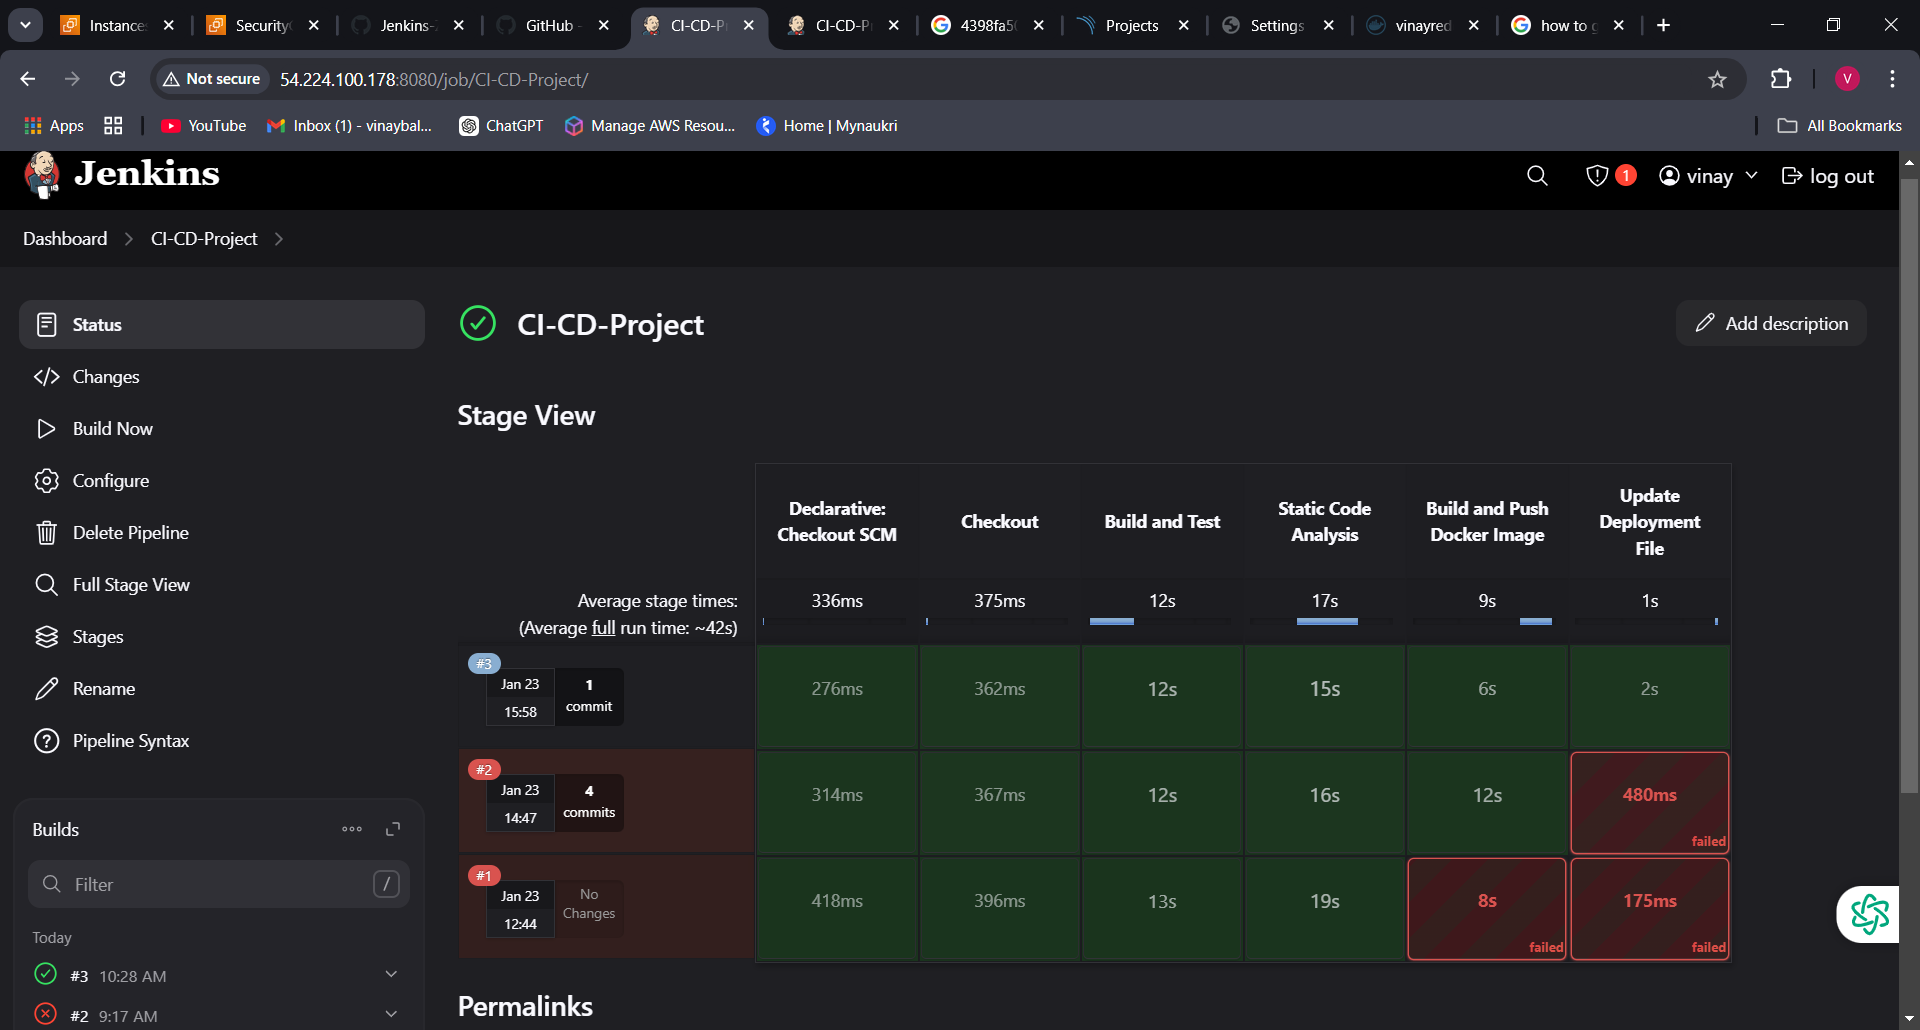 Instances
Security
Jenkins-
GitHub -
CI-CD-P
CI-CD-P
4398fa50
Projects
Settings
vinayred
how to g
Not secure
54.224.100.178:8080/job/CI-CD-Project/
V
Apps
YouTube
Inbox (1) - vinaybal...
ChatGPT
Manage AWS Resou...
Home | Mynaukri
All Bookmarks
Jenkins
1
vinay
log out
Dashboard
CI-CD-Project
Status
Changes
Build Now
Configure
Delete Pipeline
Full Stage View
Stages
Rename
Pipeline Syntax
Builds
Filter
/
Today
#3 10:28 AM
#2 9:17 AM
CI-CD-Project
Add description
Stage View
Declarative:
Checkout SCM
Checkout
Build and Test
Static Code
Analysis
Build and Push
Docker Image
Update
Deployment
File
Average stage times:
(Average full run time: ~42s)
336ms
375ms
12s
17s
9s
1s
#3
Jan 23
15:58
1
commit
276ms
362ms
12s
15s
6s
2s
#2
Jan 23
14:47
4
commits
314ms
367ms
12s
16s
12s
480ms
failed
#1
Jan 23
12:44
No
Changes
418ms
396ms
13s
19s
8s
failed
175ms
failed
Permalinks